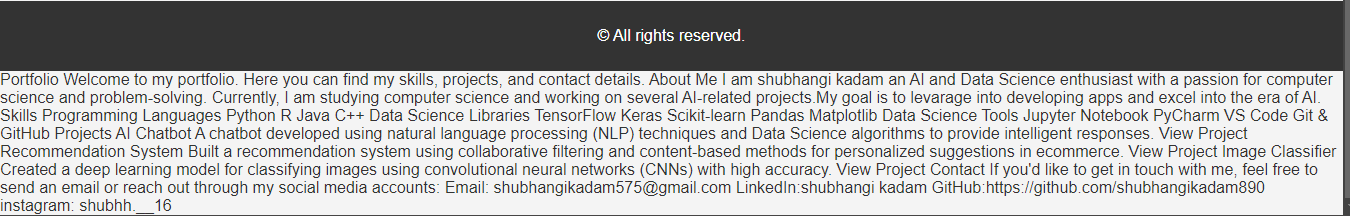 © All rights reserved.
Portfolio Welcome to my portfolio. Here you can find my skills, projects, and contact details. About Me I am shubhangi kadam an AI and Data Science enthusiast with a passion for computer
science and problem-solving. Currently, I am studying computer science and working on several AI-related projects.My goal is to levarage into developing apps and excel into the era of AI.
Skills Programming Languages Python R Java C++ Data Science Libraries TensorFlow Keras Scikit-learn Pandas Matplotlib Data Science Tools Jupyter Notebook PyCharm VS Code Git &
GitHub Projects AI Chatbot A chatbot developed using natural language processing (NLP) techniques and Data Science algorithms to provide intelligent responses. View Project
Recommendation System Built a recommendation system using collaborative filtering and content-based methods for personalized suggestions in ecommerce. View Project Image Classifier
Created a deep learning model for classifying images using convolutional neural networks (CNNs) with high accuracy. View Project Contact If you'd like to get in touch with me, feel free to
send an email or reach out through my social media accounts: Email: shubhangikadam575@gmail.com LinkedIn:shubhangi kadam GitHub:https://github.com/shubhangikadam890
instagram: shubhh.__16